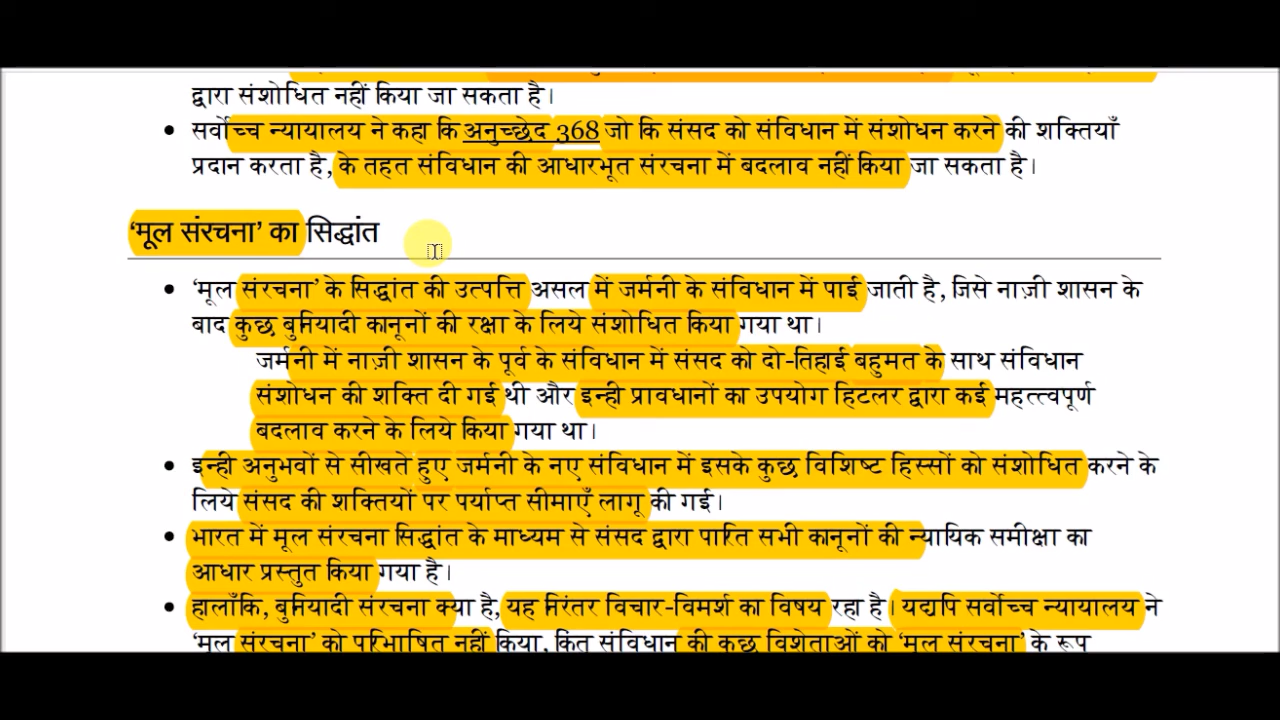 द्वारा संशोधित नहीं किया जा सकता है।
• सर्वोच्च न्यायालय ने कहा कि अनुच्छेद 368 जो कि संसद को संविधान में संशोधन करने की शक्तियाँ
प्रदान करता है, के तहत संविधान की आधारभूत संरचना में बदलाव नहीं किया जा सकता है।
‘मूल संरचना’ का सिद्धांत
• ‘मूल संरचना’ के सिद्धांत की उत्पत्ति असल में जर्मनी के संविधान में पाई जाती है, जिसे नाज़ी शासन के
बाद कुछ बुनियादी कानूनों की रक्षा के लिये संशोधित किया गया था।
जर्मनी में नाज़ी शासन के पूर्व के संविधान में संसद को दो-तिहाई बहुमत के साथ संविधान
संशोधन की शक्ति दी गई थी और इन्ही प्रावधानों का उपयोग हिटलर द्वारा कई महत्त्वपूर्ण
बदलाव करने के लिये किया गया था।
• इन्ही अनुभवों से सीखते हुए जर्मनी के नए संविधान में इसके कुछ विशिष्ट हिस्सों को संशोधित करने के
लिये संसद की शक्तियों पर पर्याप्त सीमाएँ लागू की गई।
• भारत में मूल संरचना सिद्धांत के माध्यम से संसद द्वारा पारित सभी कानूनों की न्यायिक समीक्षा का
आधार प्रस्तुत किया गया है।
• हालाँकि, बुनियादी संरचना क्या है, यह निरंतर विचार-विमर्श का विषय रहा है। यद्यपि सर्वोच्च न्यायालय ने
‘मूल संरचना’ को परिभाषित नहीं किया, किंतु संविधान की कुछ विशेताओं को ‘मूल संरचना’ के रूप